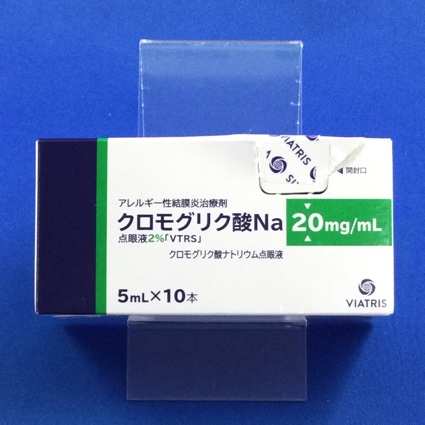 VIATRIS
開封口
アレルギー性結膜炎治療剤
クロモグリク酸Na 20mg/mL
点眼液2%「VTRS」
クロモグリク酸ナトリウム点眼液
5mL×10本
VIATRIS